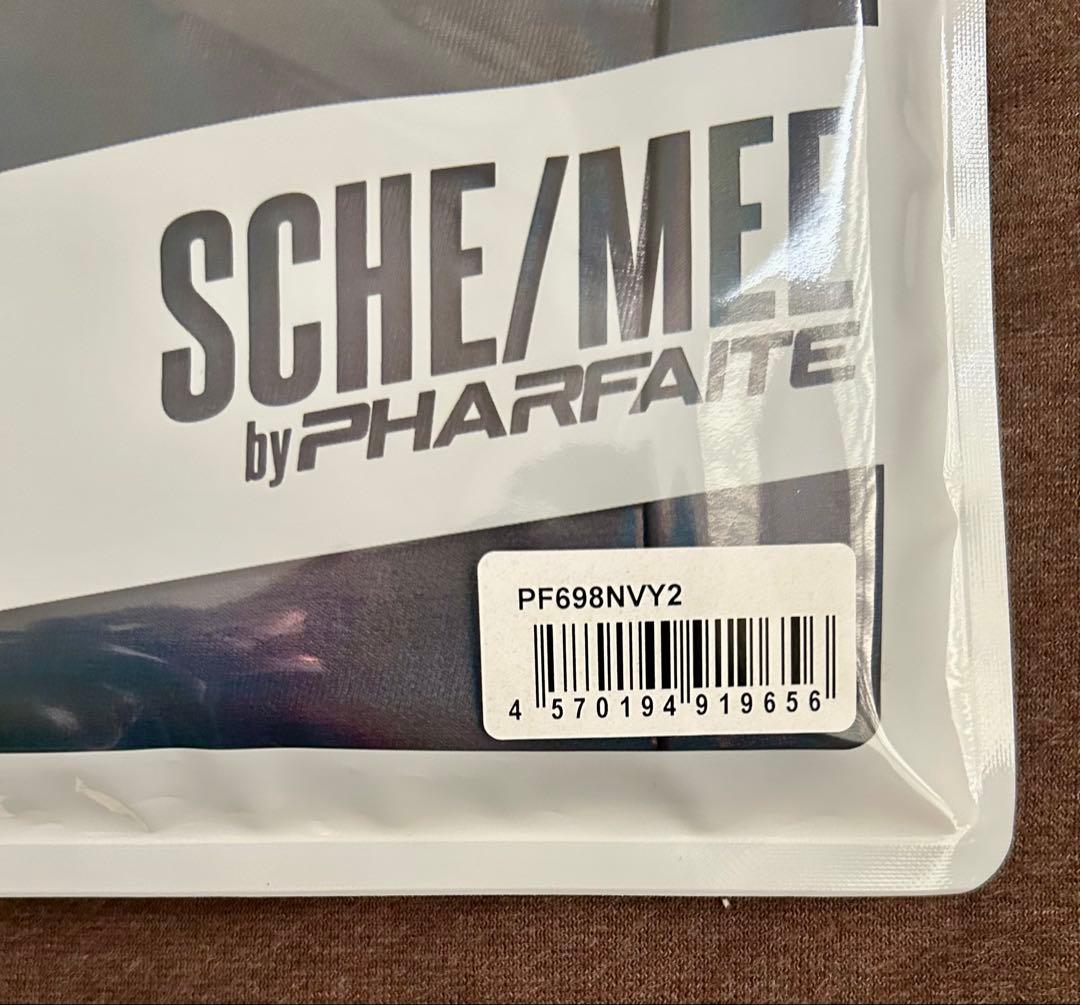 SCHE/MEE
by PHARFAITE
PF698NVY2
4 570194 919656